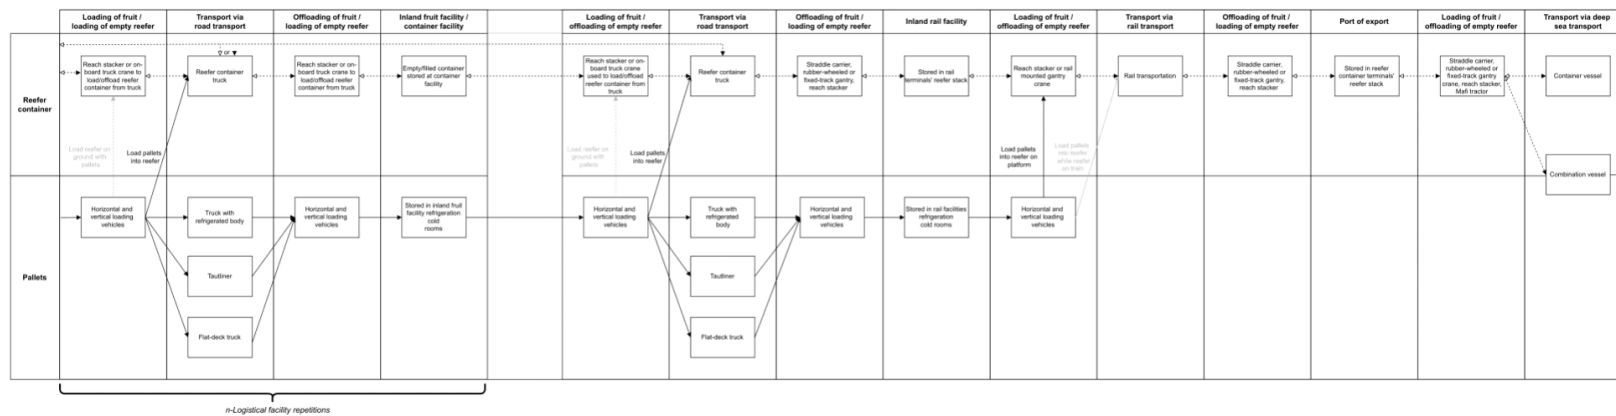 Loading of fruit /
loading of empty reefer
Transport via
road transport
Offloading of fruit /
loading of empty reefer
Inland fruit facility /
container facility
Loading of fruit /
offloading of empty reefer
Transport via
road transport
Offloading of fruit /
loading of empty reefer
Inland rail facility
Loading of fruit /
offloading of empty reefer
Transport via
rail transport
Offloading of fruit /
loading of empty reefer
Port of export
Loading of fruit /
offloading of empty reefer
Transport via deep
sea transport
Reefer
container
Reach stacker or on-
board truck crane to
load/offload reefer
container from truck
or
Reefer container
truck
Reach stacker or on-
board truck crane to
load/offload reefer
container from truck
Empty/filled container
stored at container
facility
Reach stacker or on-
board truck crane
used to load/offload
reefer container from truck
Reefer container
truck
Straddle carrier,
rubber-wheeled or
fixed-track gantry,
reach stacker
Stored in rail
terminals' reefer stack
Reach stacker or rail
mounted gantry
crane
Rail transportation
Straddle carrier,
rubber-wheeled or
fixed-track gantry,
reach stacker
Stored in reefer
container terminals'
reefer stack
Straddle carrier,
rubber-wheeled or
fixed-track gantry
crane, reach stacker,
Mafi tractor
Container vessel
Load reefer on
ground with
pallets
Load pallets
into reefer
Load reefer on
ground with
pallets
Load pallets
into reefer
Load pallets
into reefer on
platform
Load pallets
into reefer
while reefer
on train
Combination vessel
Pallets
Horizontal and
vertical loading
vehicles
Truck with
refrigerated body
Horizontal and
vertical loading
vehicles
Stored in inland fruit
facility refrigeration
cold
rooms
Horizontal and
vertical loading
vehicles
Truck with
refrigerated
body
Horizontal and
vertical loading
vehicles
Stored in rail facilities
refrigeration
cold rooms
Horizontal and
vertical loading
vehicles
Tautliner
Tautliner
Flat-deck truck
Flat-deck truck
n-Logistical facility repetitions